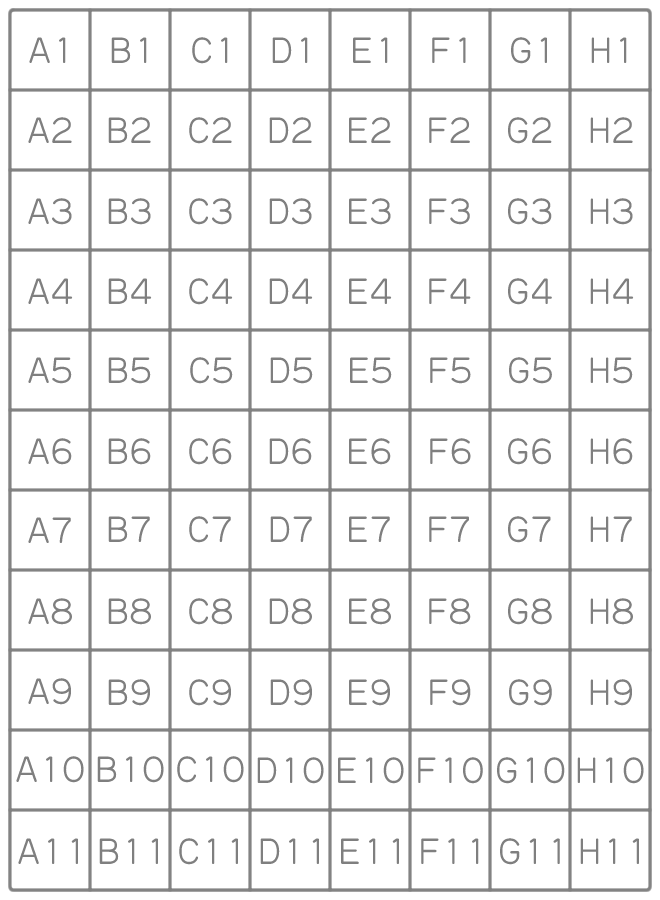 A1 B1 C1 D1 E1 F1 G1 H1
A2 B2 C2 D2 E2 F2 G2 H2
A3 B3 C3 D3 E3 F3 G3 H3
A4 B4 C4 D4 E4 F4 G4 H4
A5 B5 C5 D5 E5 F5 G5 H5
A6 B6 C6 D6 E6 F6 G6 H6
A7 B7 C7 D7 E7 F7 G7 H7
A8 B8 C8 D8 E8 F8 G8 H8
A9 B9 C9 D9 E9 F9 G9 H9
A10 B10 C10 D10 E10 F10 G10 H10
A11 B11 C11 D11 E11 F11 G11 H11